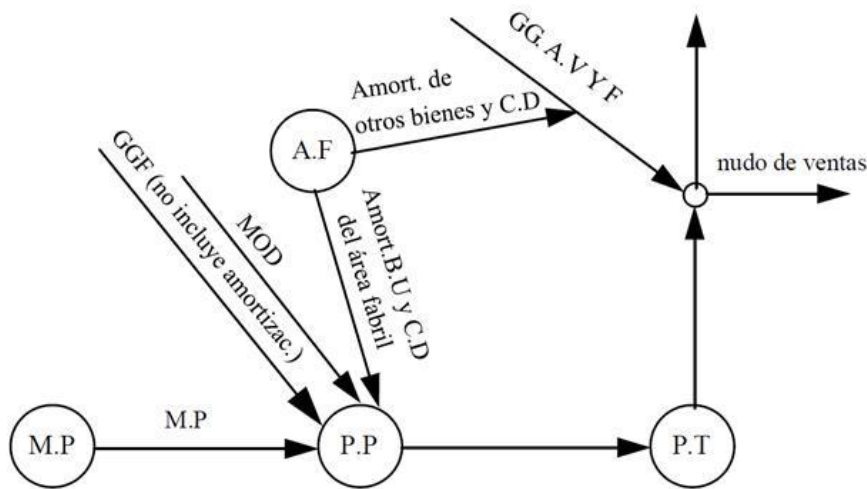 GG. A. V Y F
Amort. de
otros bienes y C.D
A.F
nudo de ventas
GGF (no incluye amortizac.)
MOD
Amort.B.U y C.D
del área fabril
M.P
M.P
P.P
P.T